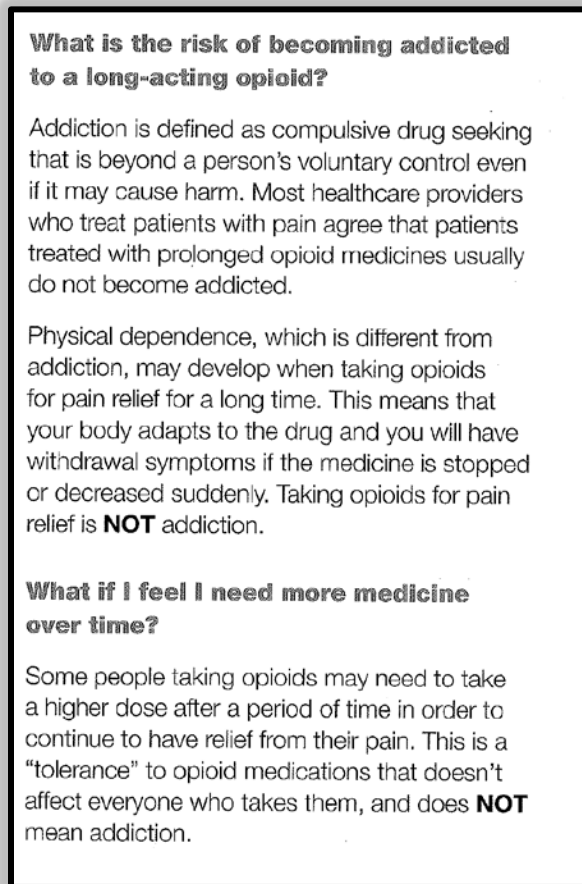 What is the risk of becoming addicted
to a long-acting opioid?
Addiction is defined as compulsive drug seeking
that is beyond a person's voluntary control even
if it may cause harm. Most healthcare providers
who treat patients with pain agree that patients
treated with prolonged opioid medicines usually
do not become addicted.
Physical dependence, which is different from
addiction, may develop when taking opioids
for pain relief for a long time. This means that
your body adapts to the drug and you will have
withdrawal symptoms if the medicine is stopped
or decreased suddenly. Taking opioids for pain
relief is NOT addiction.
What if I feel I need more medicine
over time?
Some people taking opioids may need to take
a higher dose after a period of time in order to
continue to have relief from their pain. This is a
“tolerance” to opioid medications that doesn't
affect everyone who takes them, and does NOT
mean addiction.